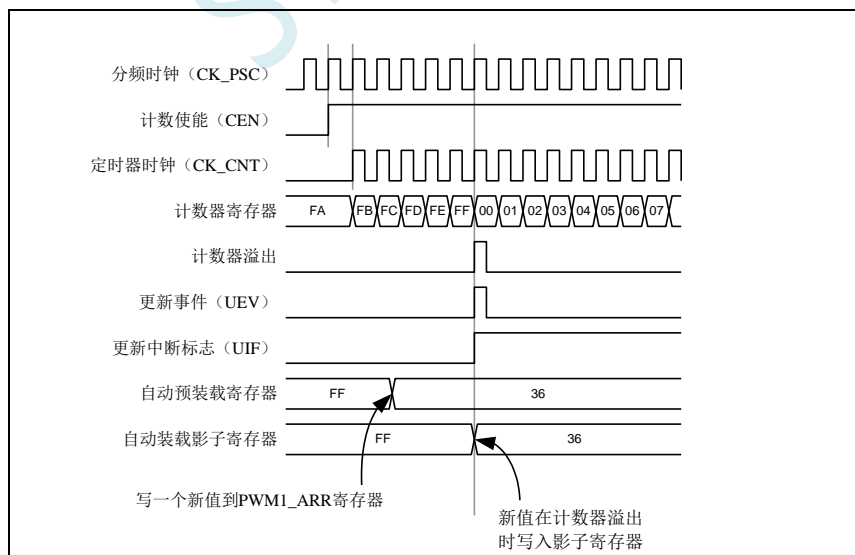 分频时钟（CK_PSC）
计数使能（CEN）
定时器时钟（CK_CNT）
计数器寄存器 FA FB FC FD FE FF 00 01 02 03 04 05 06 07
计数器溢出
更新事件（UEV）
更新中断标志（UIF）
自动预装载寄存器 FF 36
自动装载影子寄存器 FF 36
写一个新值到PWM1_ARR寄存器
新值在计数器溢出
时写入影子寄存器